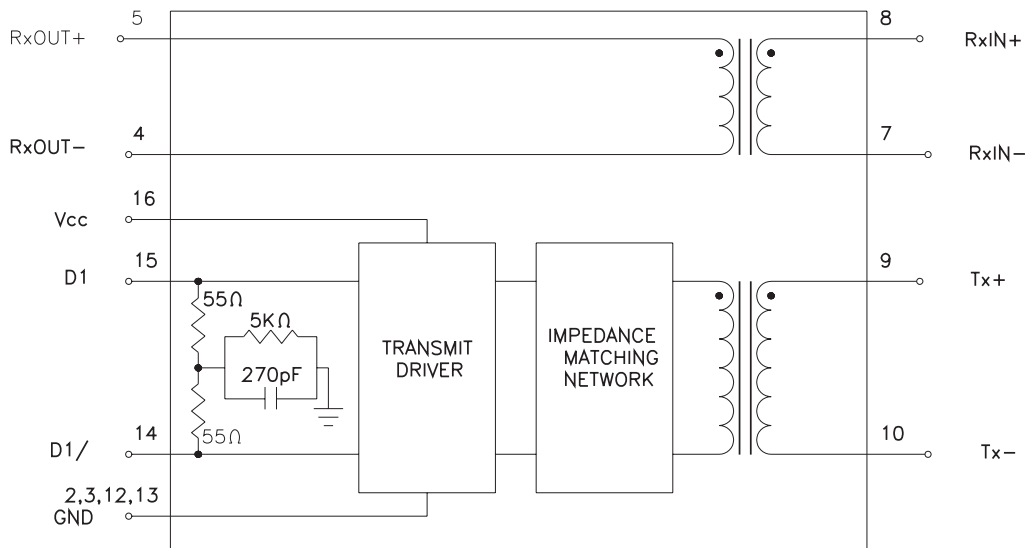 5
RxOUT+
8
RxIN+
4
RxOUT−
7
RxIN−
16
Vcc
15
D1
9
Tx+
55Ω
5KΩ
270pF
TRANSMIT
DRIVER
IMPEDANCE
MATCHING
NETWORK
55Ω
14
D1/
10
Tx−
2,3,12,13
GND